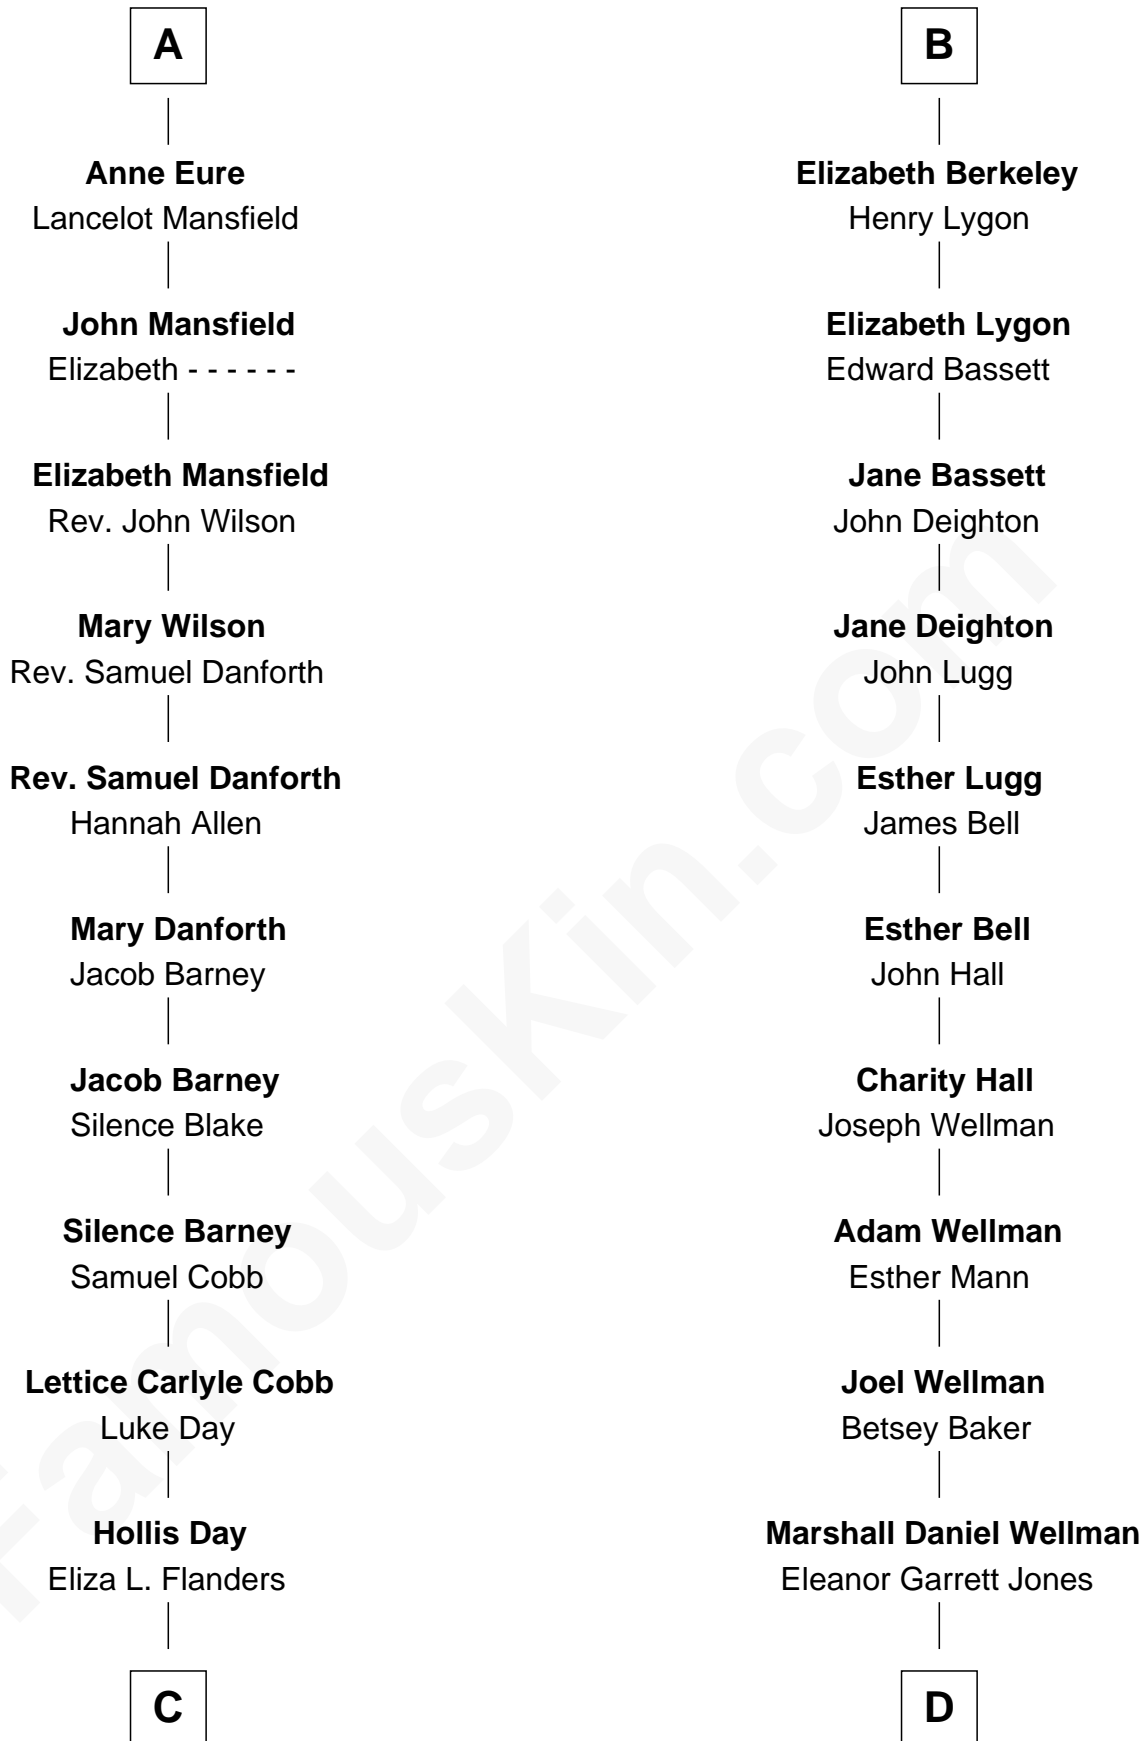 A
Anne Eure
Lancelot Mansfield
John Mansfield
Elizabeth - - - - - -
Elizabeth Mansfield
Rev. John Wilson
Mary Wilson
Rev. Samuel Danforth
Rev. Samuel Danforth
Hannah Allen
Mary Danforth
Jacob Barney
Jacob Barney
Silence Blake
Silence Barney
Samuel Cobb
Lettice Carlyle Cobb
Luke Day
Hollis Day
Eliza L. Flanders
C
B
Elizabeth Berkeley
Henry Lygon
Elizabeth Lygon
Edward Bassett
Jane Bassett
John Deighton
Jane Deighton
John Lugg
Esther Lugg
James Bell
Esther Bell
John Hall
Charity Hall
Joseph Wellman
Adam Wellman
Esther Mann
Joel Wellman
Betsey Baker
Marshall Daniel Wellman
Eleanor Garrett Jones
D
FamousKin.com